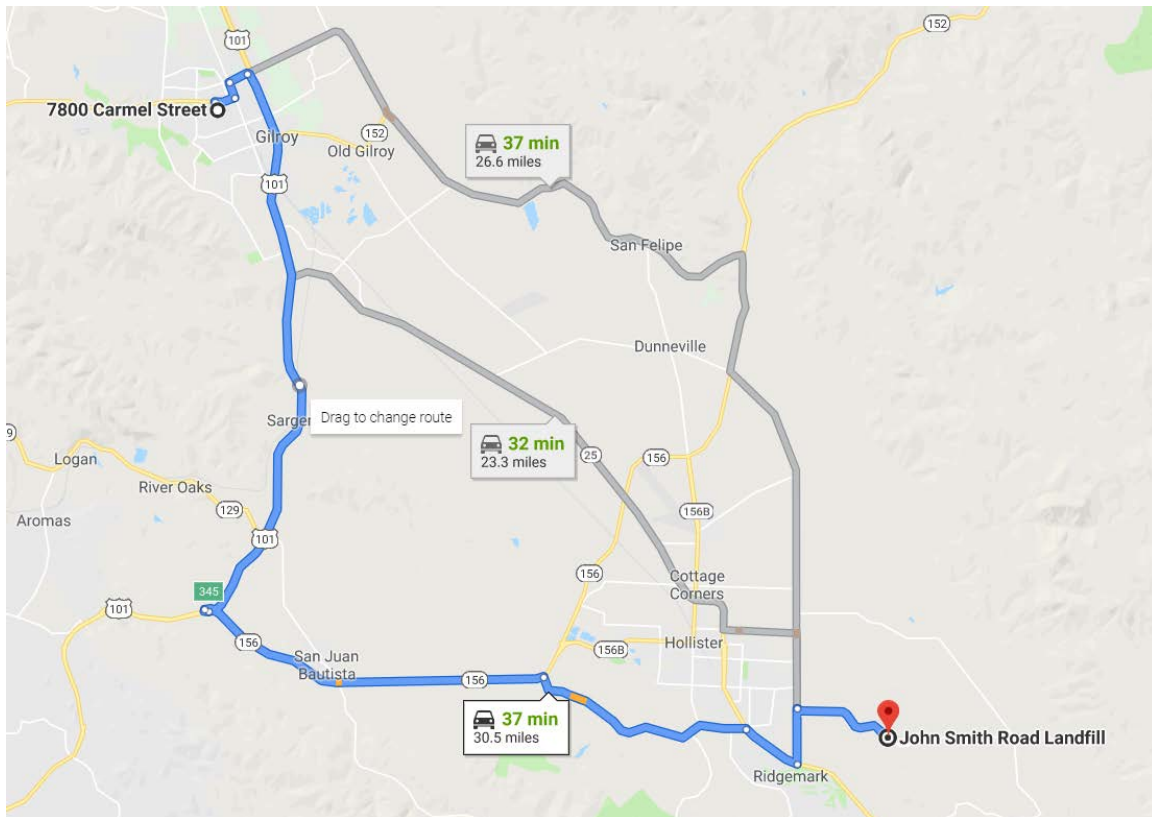 152
101
7800 Carmel Street
Gilroy
152
Old Gilroy
37 min
26.6 miles
101
San Felipe
Dunneville
Drag to change route
32 min
23.3 miles
25
156
9
Logan
River Oaks
129
Aromas
101
156B
345
101
156
Cottage
Corners
156
156B
Hollister
San Juan
Bautista
156
37 min
30.5 miles
John Smith Road Landfill
Ridgemark